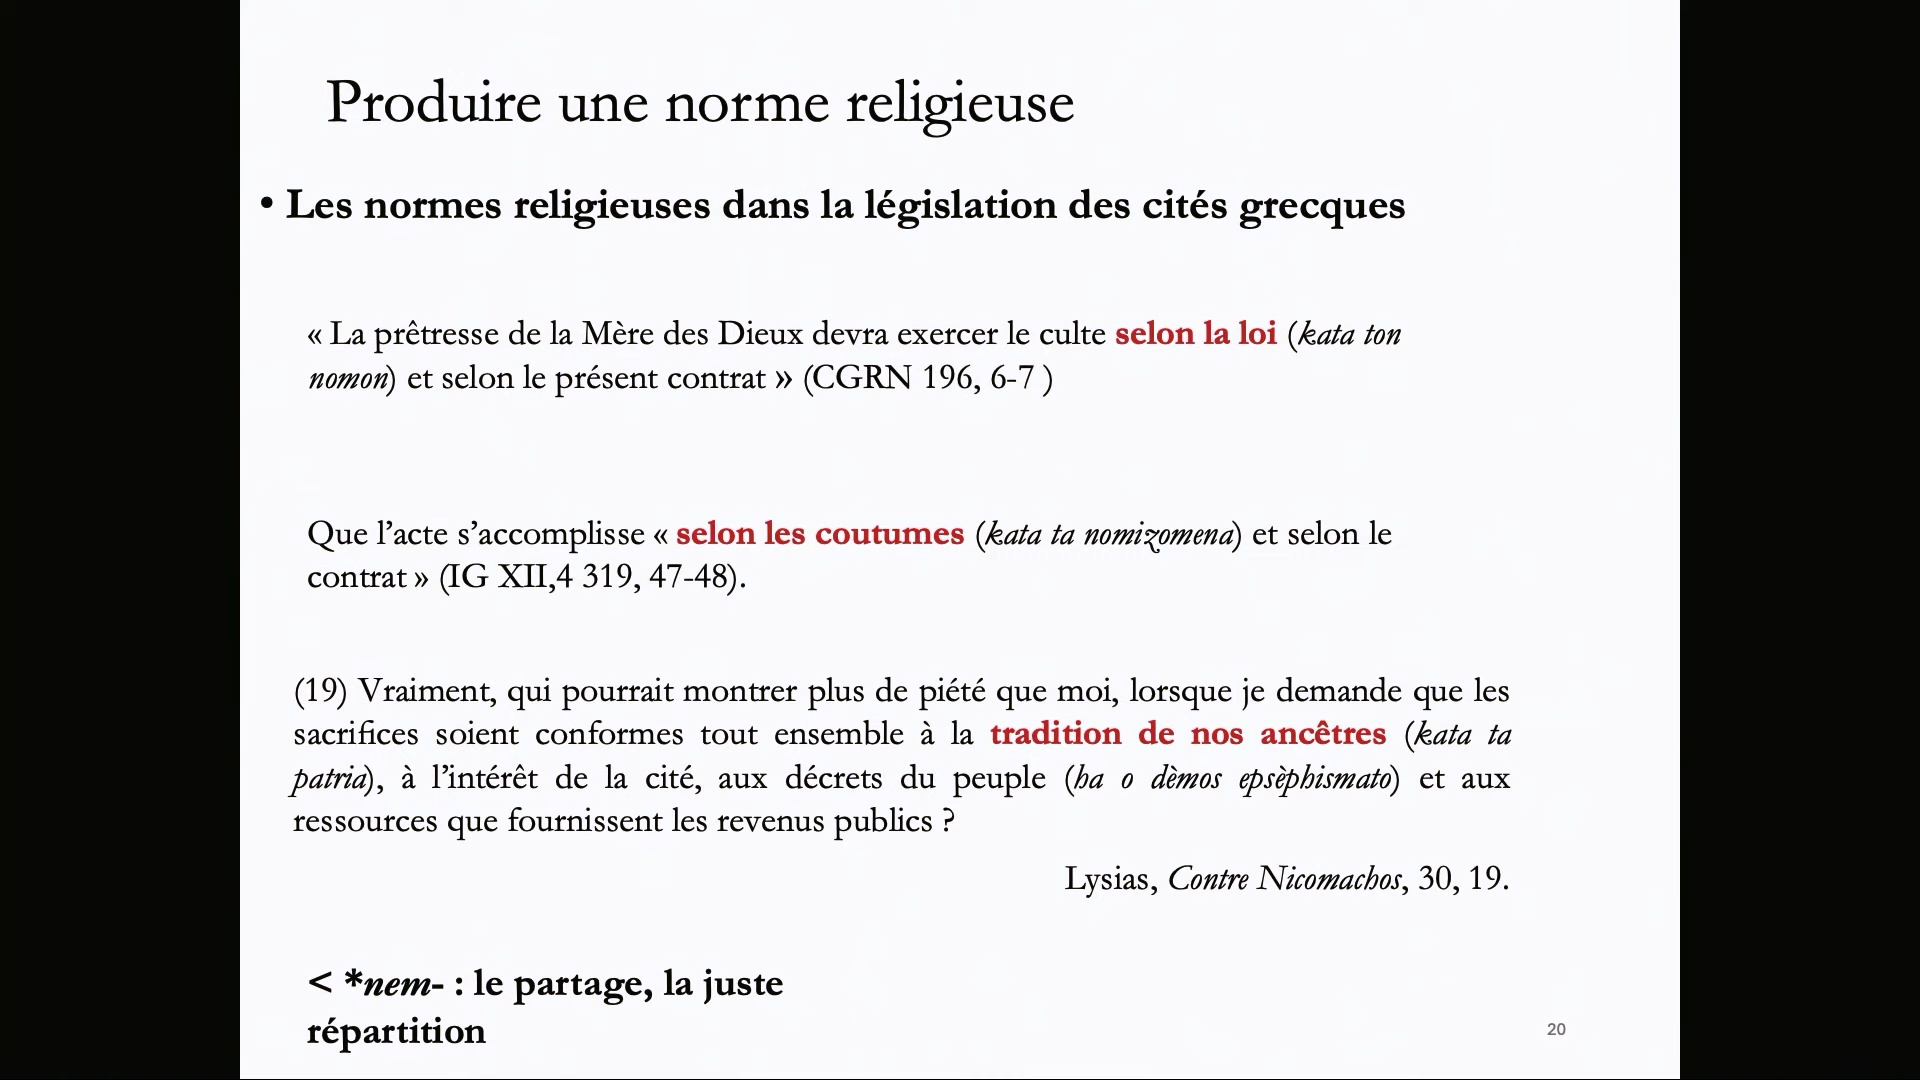 Produire une norme religieuse
• Les normes religieuses dans la législation des cités grecques
« La prêtresse de la Mère des Dieux devra exercer le culte selon la loi (kata ton
nomon) et selon le présent contrat » (CGRN 196, 6-7 )
Que l’acte s’accomplisse « selon les coutumes (kata ta nomizomena) et selon le
contrat » (IG XII,4 319, 47-48).
(19) Vraiment, qui pourrait montrer plus de piété que moi, lorsque je demande que les
sacrifices soient conformes tout ensemble à la tradition de nos ancêtres (kata ta
patria), à l’intérêt de la cité, aux décrets du peuple (ha o dèmos epsèphismato) et aux
ressources que fournissent les revenus publics ?
Lysias, Contre Nicomachos, 30, 19.
< *nem- : le partage, la juste
répartition
20